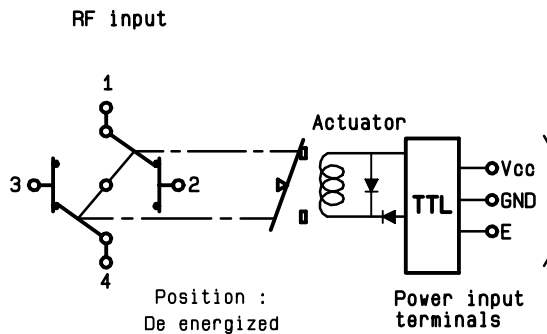 RF input
1
Actuator
3
2
TTL
Vcc
GND
E
4
Position :
De energized
Power input
terminals